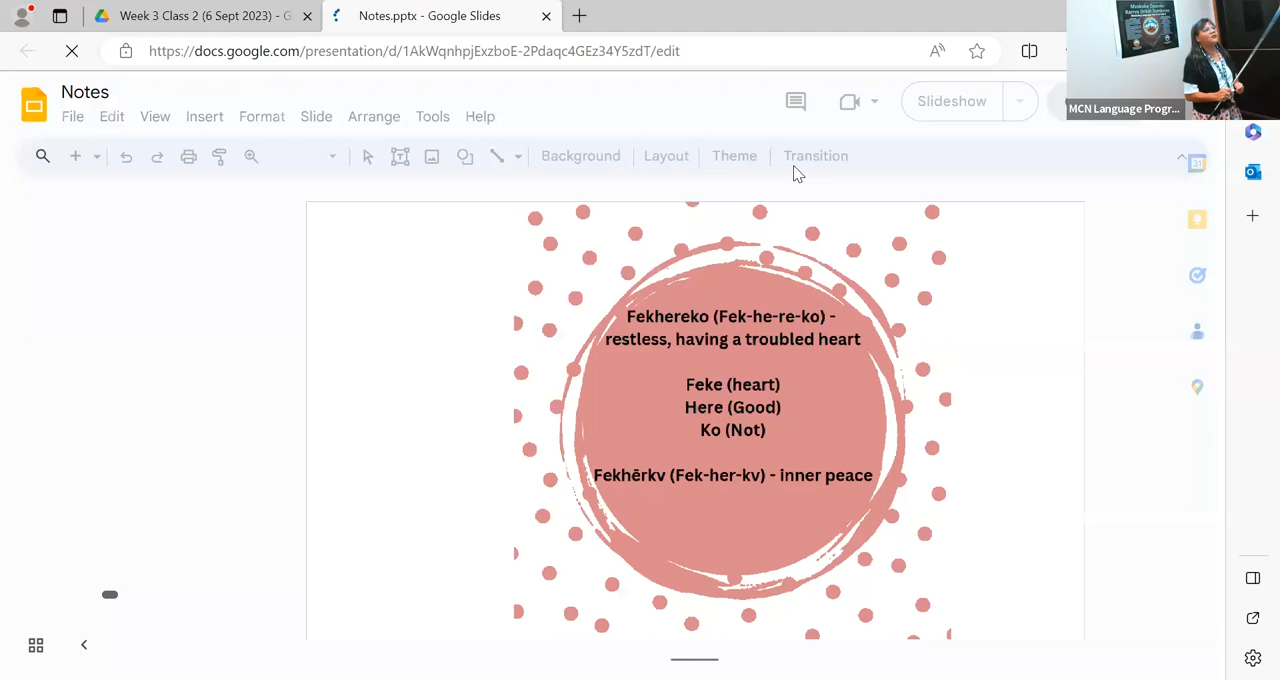 Week 3 Class 2 (6 Sept 2023) - G
Notes.pptx - Google Slides
https://docs.google.com/presentation/d/1AkWqnhpjExzboE-2Pdaqc4GEz34Y5zdT/edit
Notes
File Edit View Insert Format Slide Arrange Tools Help
Slideshow
MCN Language Progr...
Background Layout Theme Transition
Fekhereko (Fek-he-re-ko) -
restless, having a troubled heart
Feke (heart)
Here (Good)
Ko (Not)
Fekhērkv (Fek-her-kv) - inner peace